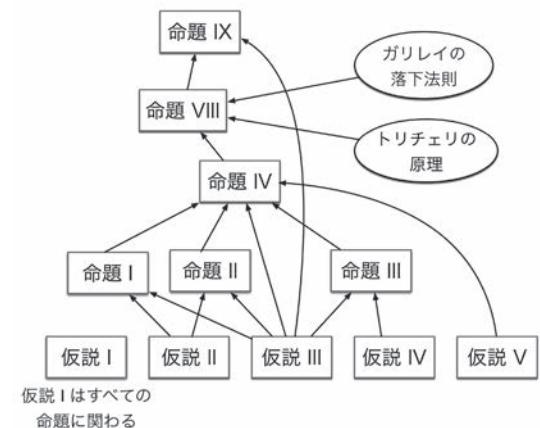 命題 IX
ガリレイの
落下法則
命題 VIII
トリチェリの
原理
命題 IV
命題 I
命題 II
命題 III
仮説 I
仮説 II
仮説 III
仮説 IV
仮説 V
仮説 I はすべての
命題に関わる